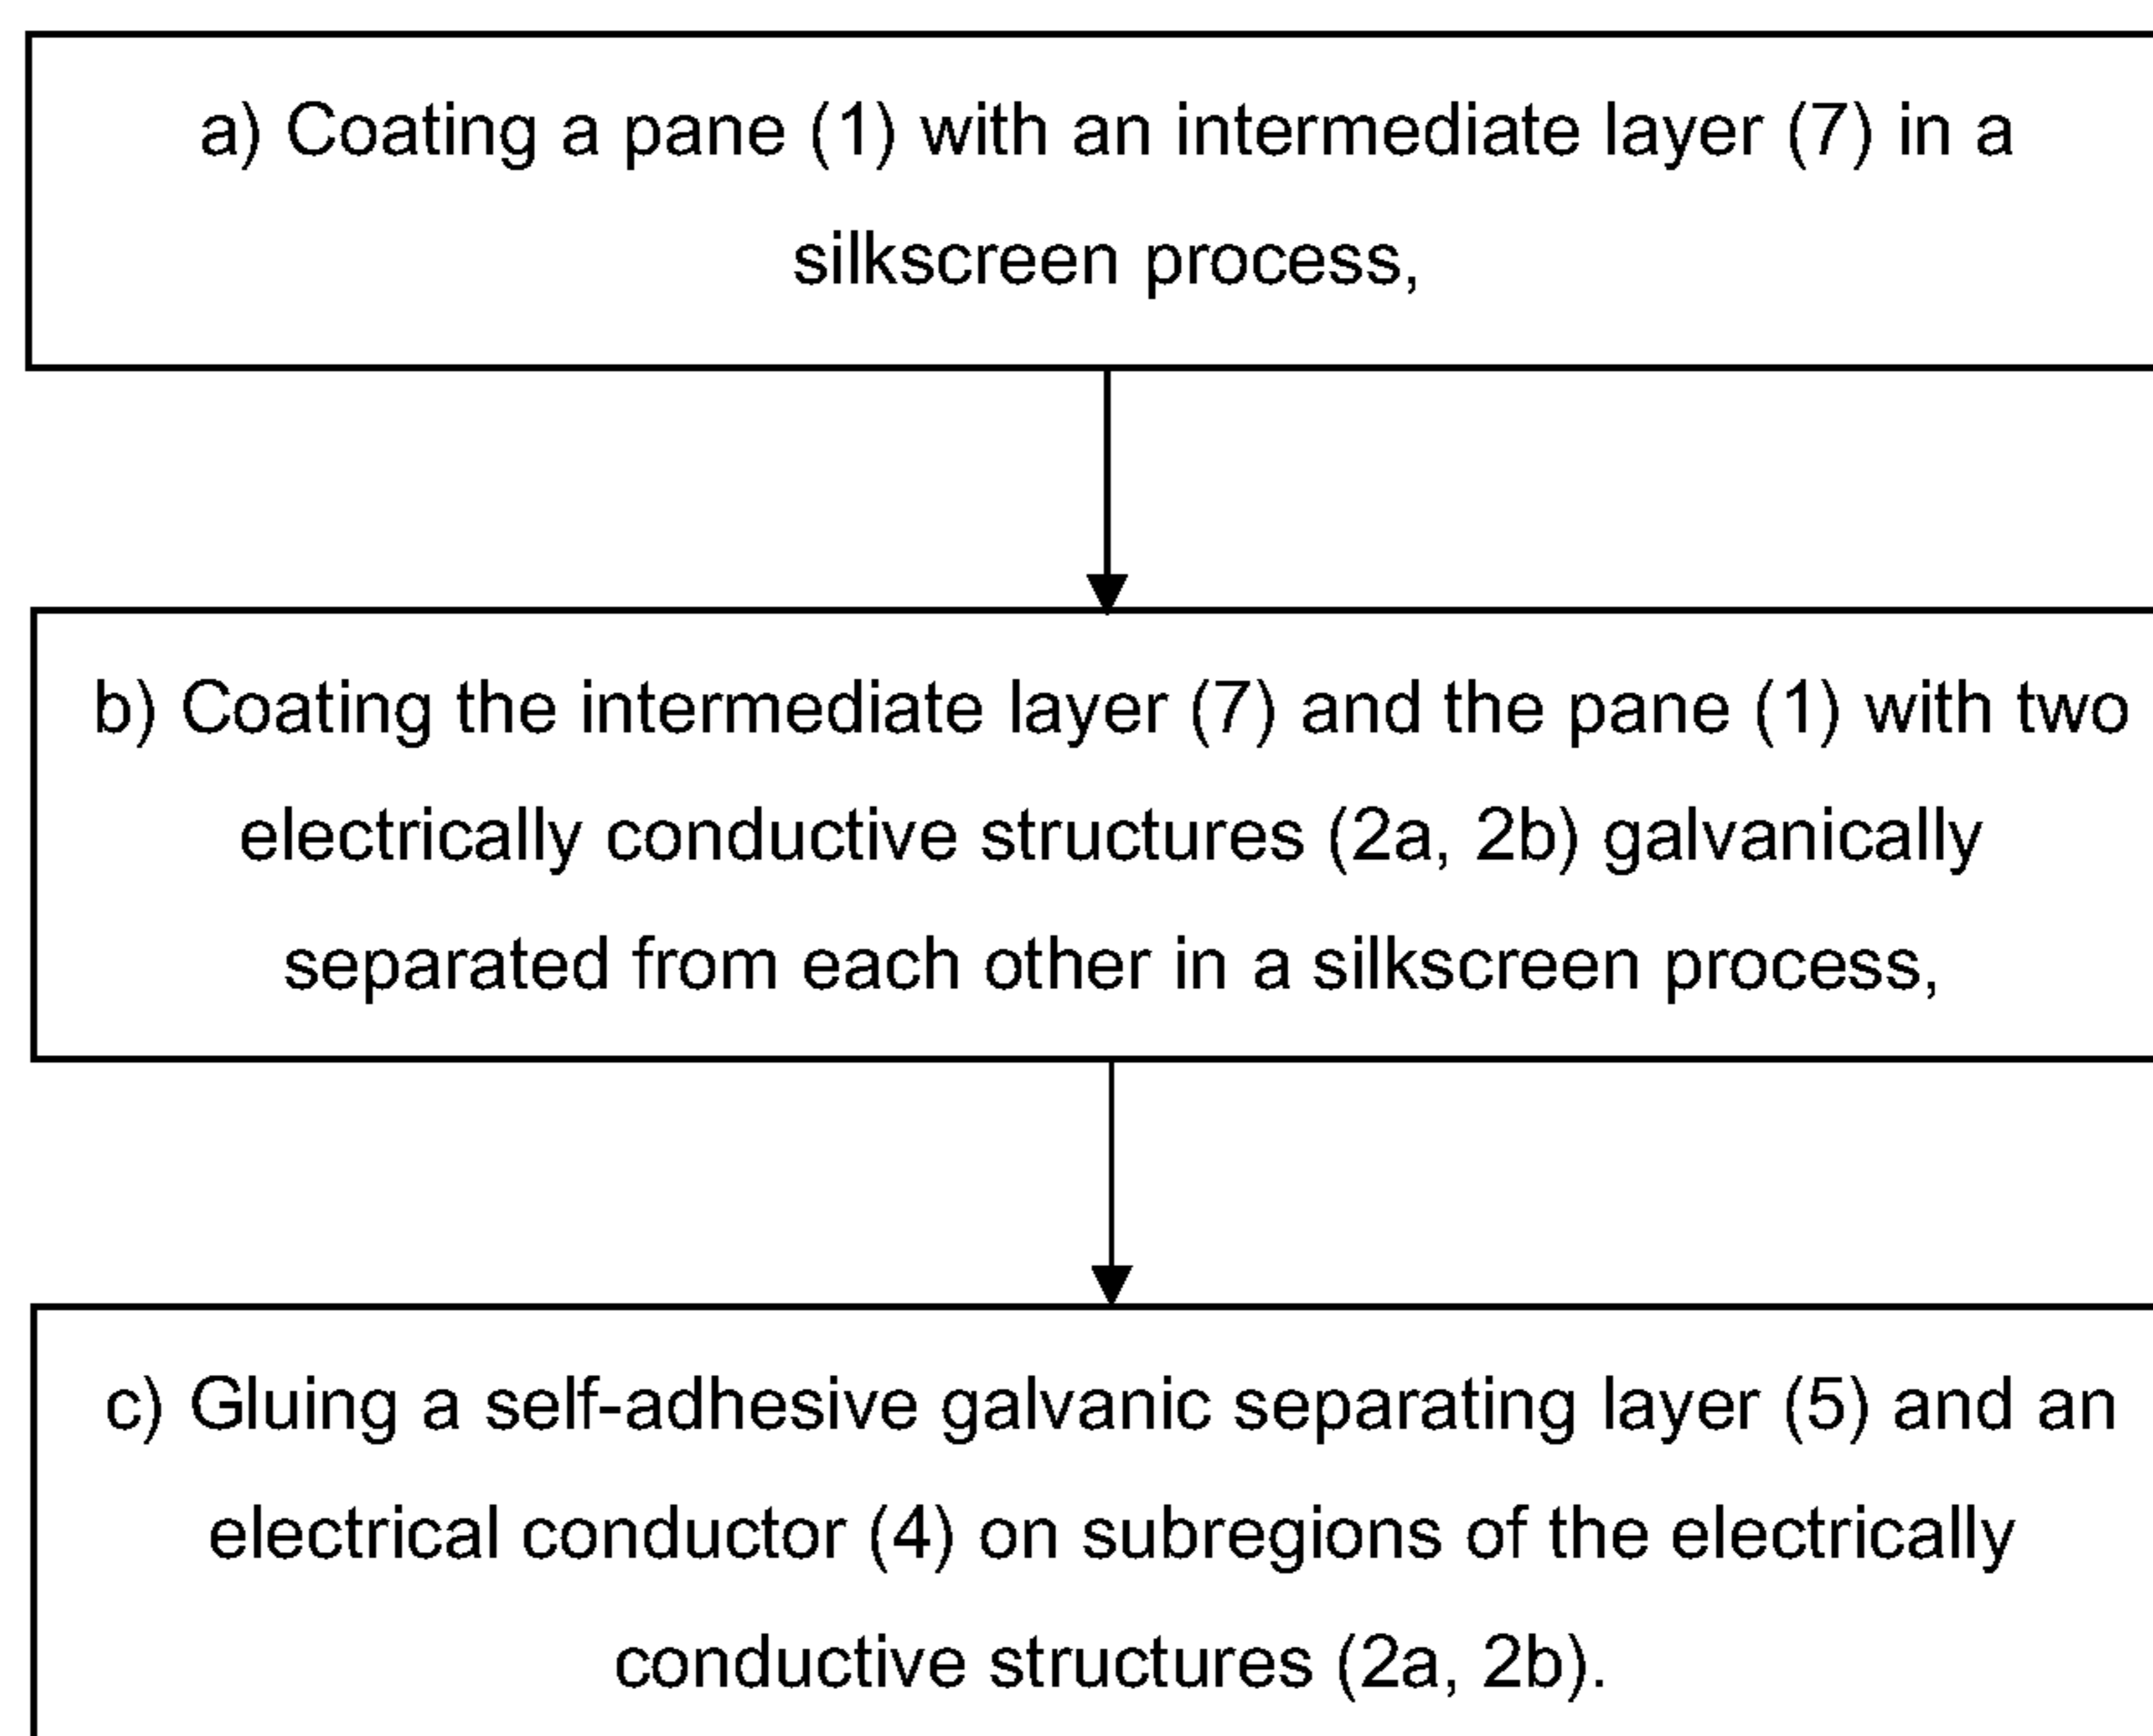 a) Coating a pane (1) with an intermediate layer (7) in a
silkscreen process,
b) Coating the intermediate layer (7) and the pane (1) with two
electrically conductive structures (2a, 2b) galvanically
separated from each other in a silkscreen process,
c) Gluing a self-adhesive galvanic separating layer (5) and an
electrical conductor (4) on subregions of the electrically
conductive structures (2a, 2b).